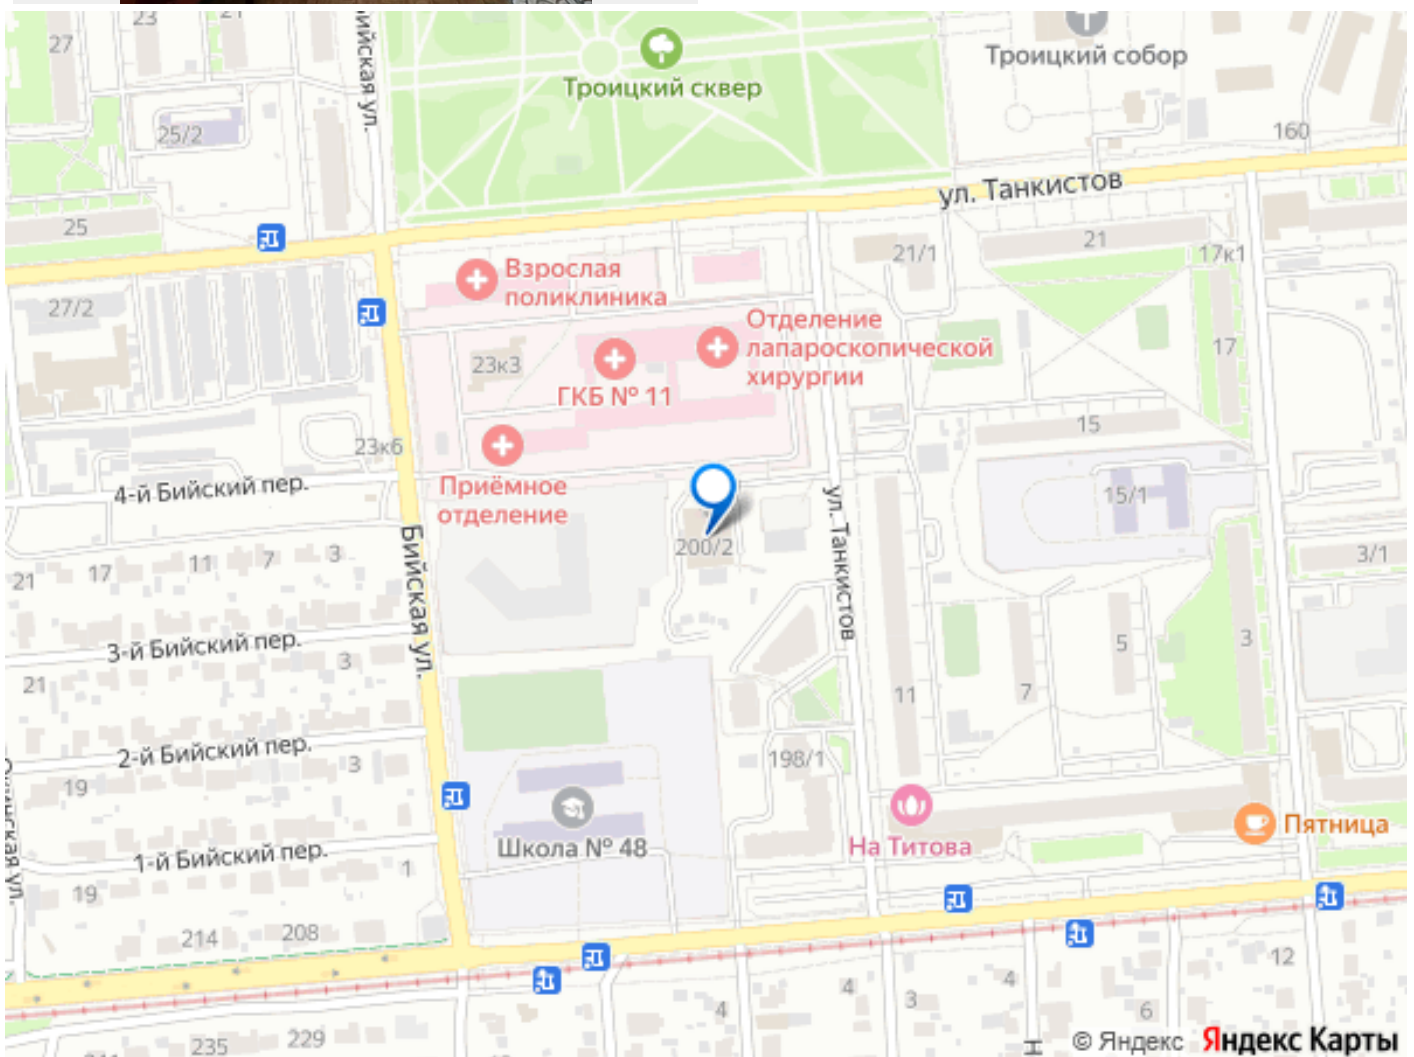 23
21
27
Бийская ул.
Троицкий сквер
Троицкий собор
25/2
160
ул. Танкистов
25
21/1
21
17к1
Взрослая
поликлиника
27/2
Отделение
лапароскопической
хирургии
17
23к3
ГКБ № 11
15
23к6
4-й Бийский пер.
Приёмное
отделение
15/1
ул. Танкистов
200/2
Бийская ул.
21
17
11
7
3
3/1
3-й Бийский пер.
3
5
3
21
11
7
2-й Бийский пер.
3
198/1
19
Школа № 48
На Титова
Пятница
1-й Бийский пер.
1
19
214
208
12
4
4
3
6
235
229
© Яндекс Яндекс Карты